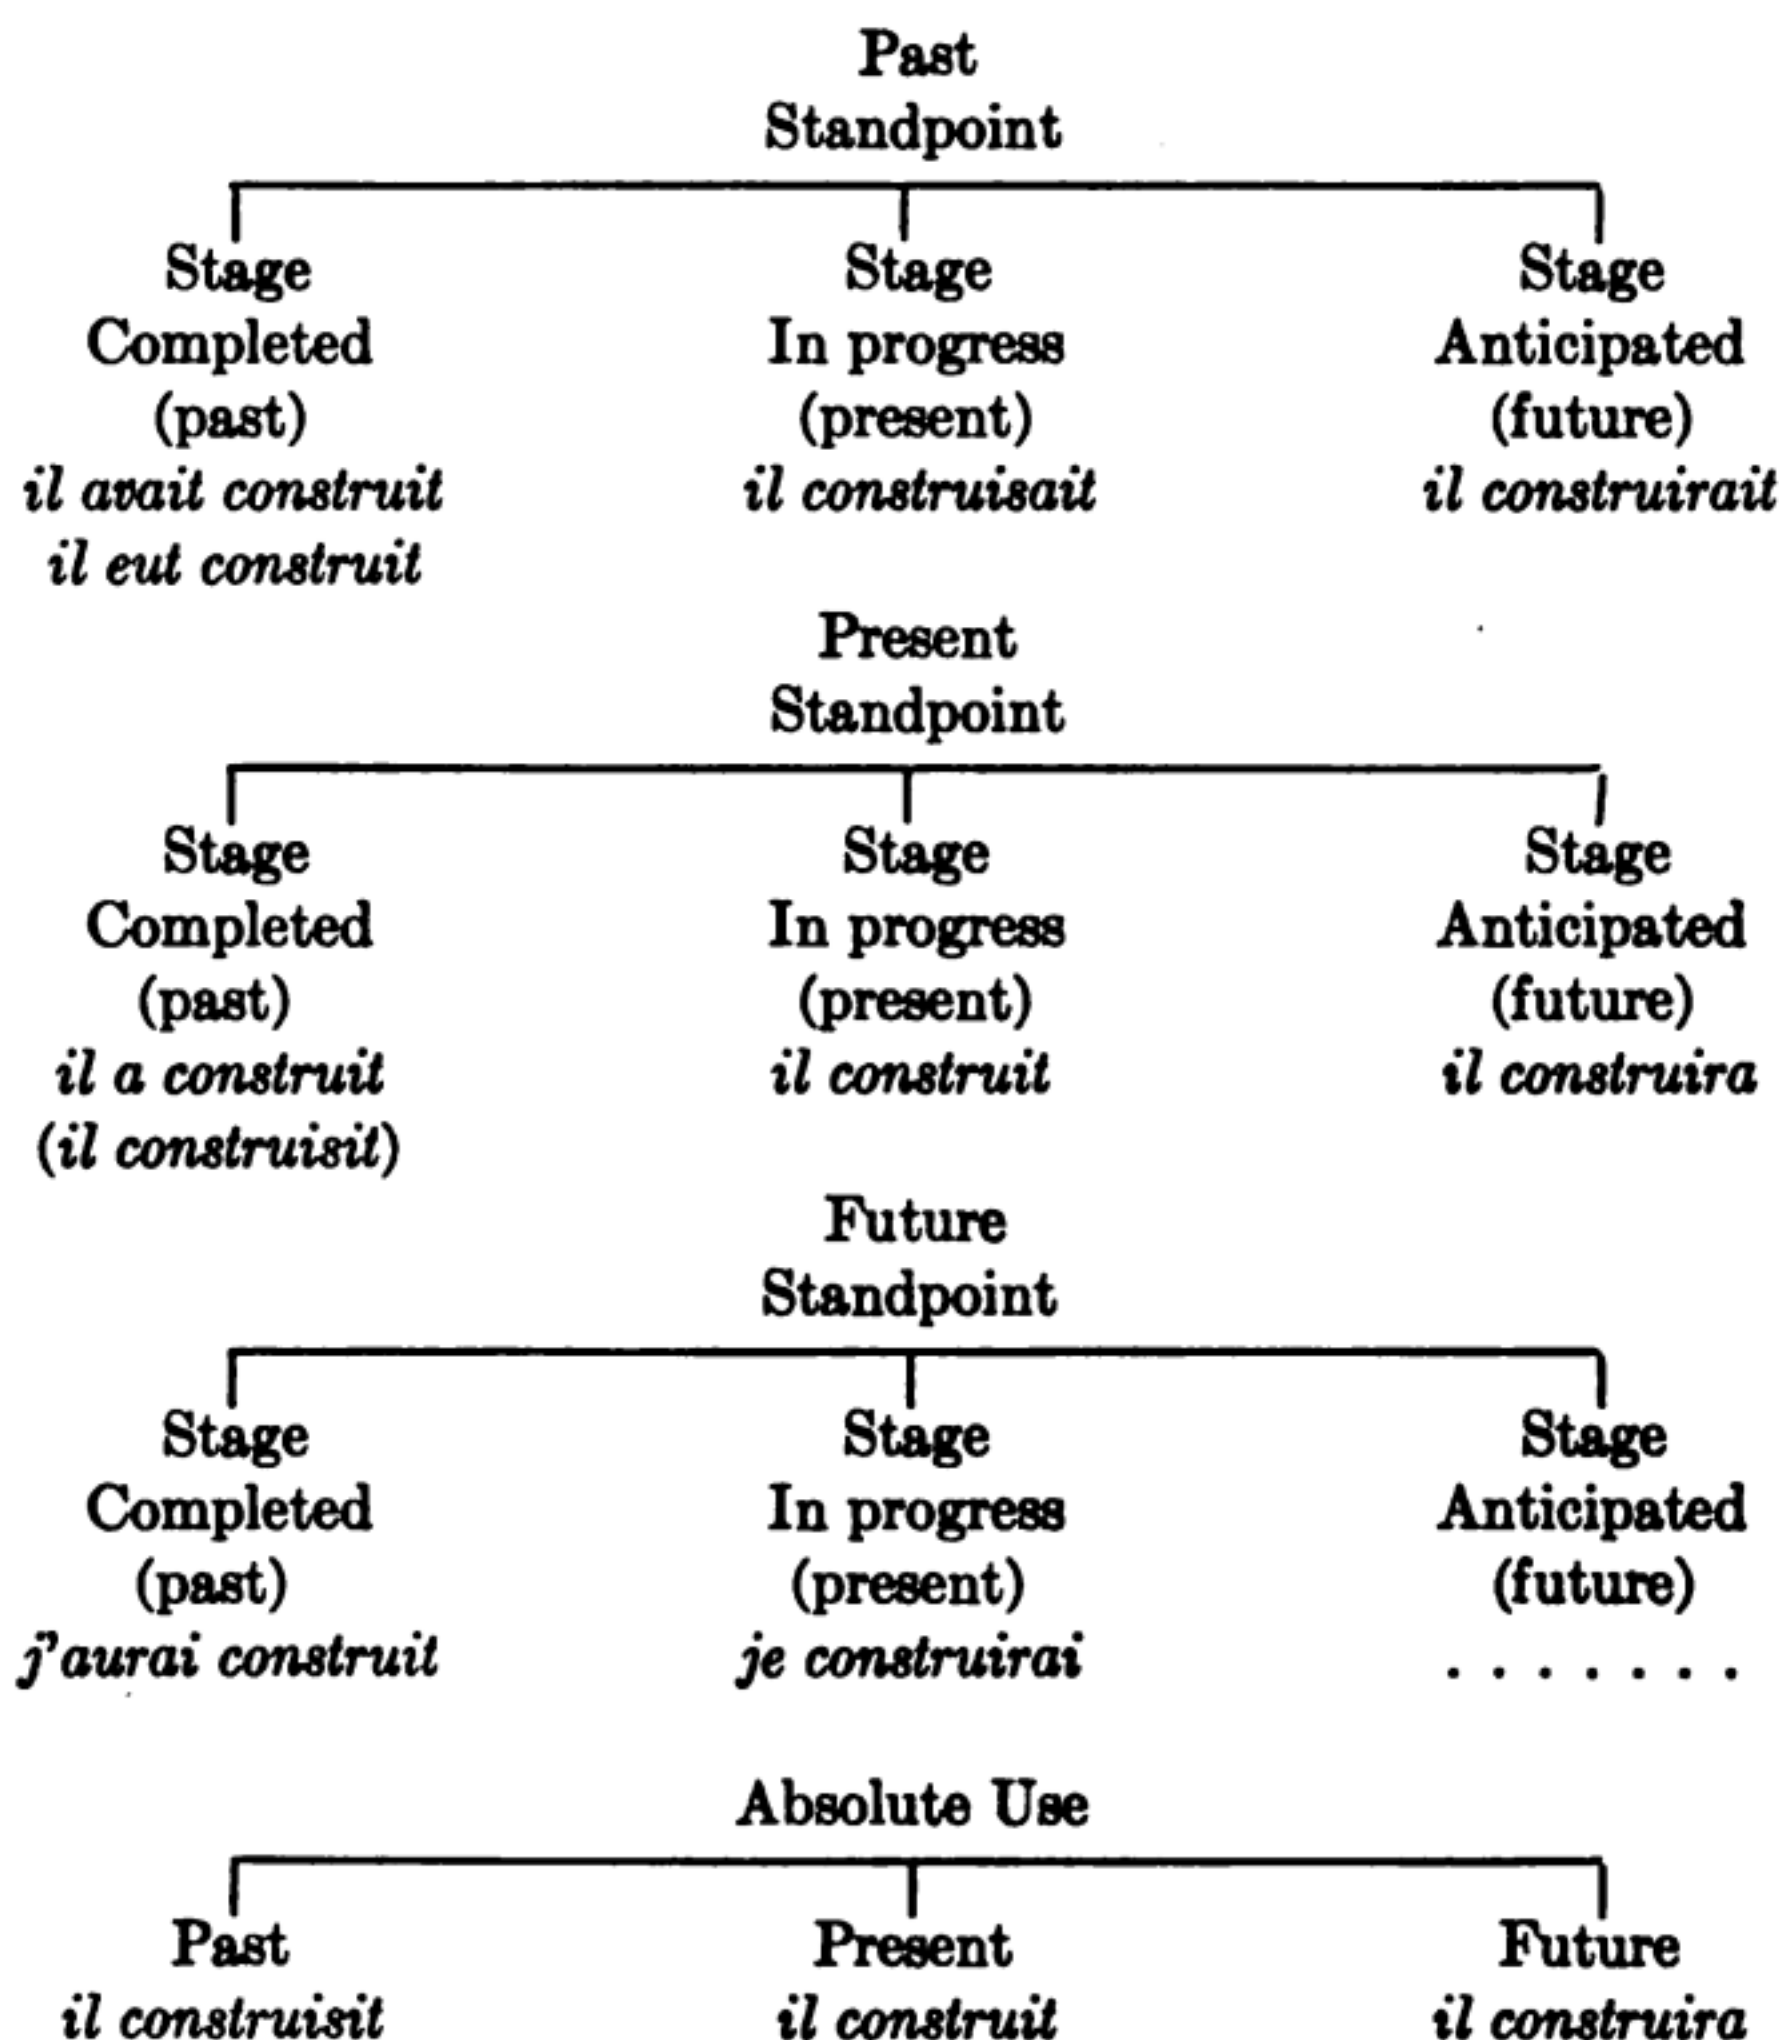 Past
Standpoint
Stage Stage Stage
Completed In progress Anticipated
(past) (present) (future)
il avait construit il construisait il construirait
il eut construit
Present
Standpoint
Stage Stage Stage
Completed In progress Anticipated
(past) (present) (future)
il a construit il construit il construira
(il construisit)
Future
Standpoint
Stage Stage Stage
Completed In progress Anticipated
(past) (present) (future)
j'aurai construit je construirai . . . . . . .
Absolute Use
Past Present Future
il construisit il construit il construira